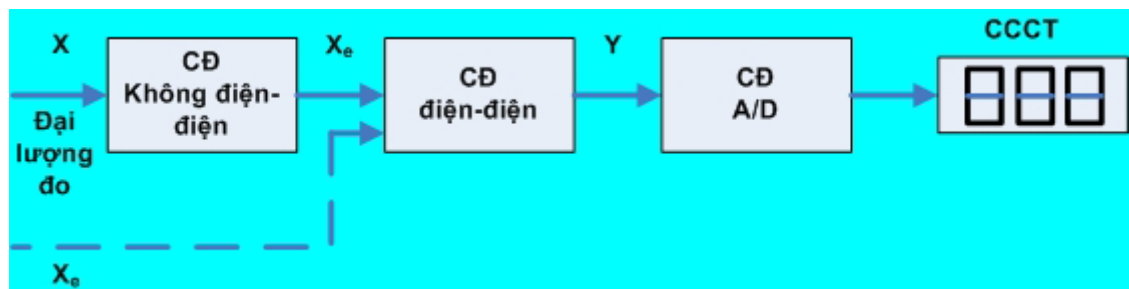 X
Đại
lượng
đo
CĐ
Không điện-
điện
Xₑ
CĐ
điện-điện
Y
CĐ
A/D
CCCT
Xₑ